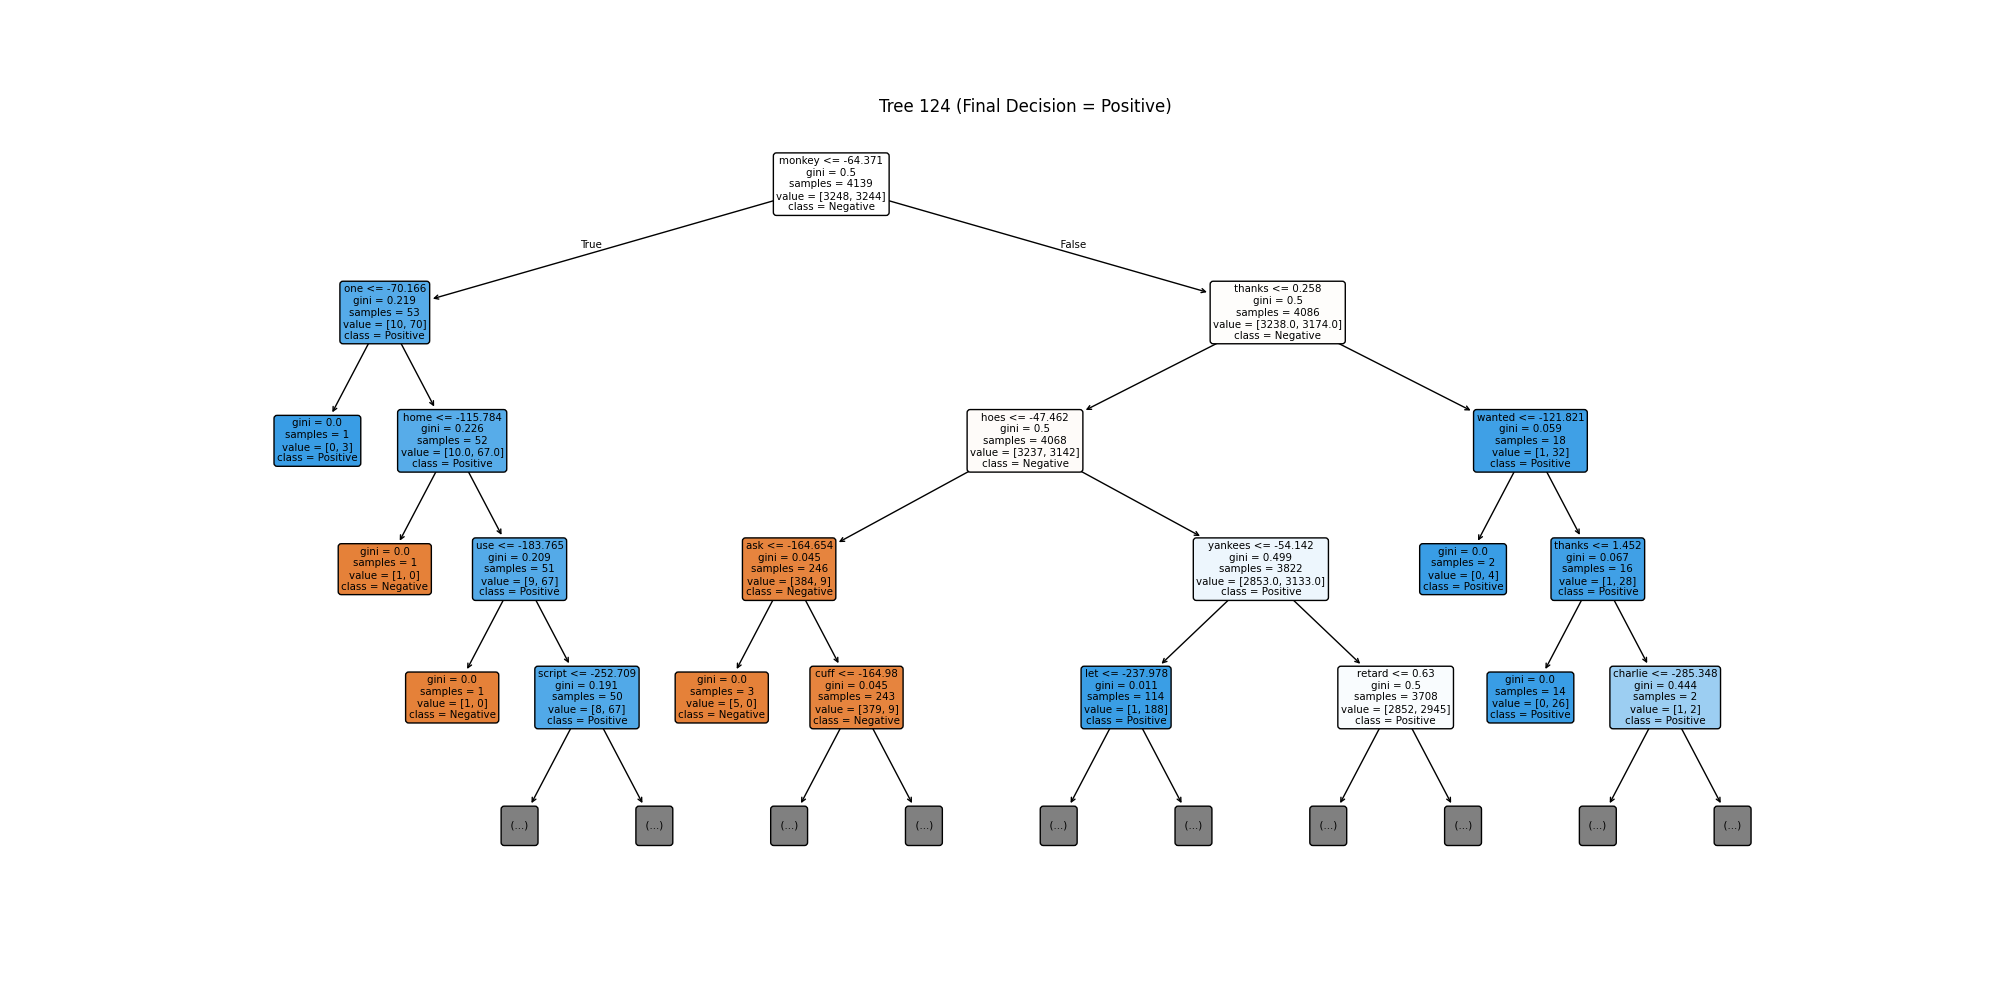 Tree 124 (Final Decision = Positive)
monkey <= -64.371
gini = 0.5
samples = 4139
value = [3248, 3244]
class = Negative
True
False
one <= -70.166
gini = 0.219
samples = 53
value = [10, 70]
class = Positive
thanks <= 0.258
gini = 0.5
samples = 4086
value = [3238.0, 3174.0]
class = Negative
gini = 0.0
samples = 1
value = [0, 3]
class = Positive
home <= -115.784
gini = 0.226
samples = 52
value = [10.0, 67.0]
class = Positive
hoes <= -47.462
gini = 0.5
samples = 4068
value = [3237, 3142]
class = Negative
wanted <= -121.821
gini = 0.059
samples = 18
value = [1, 32]
class = Positive
gini = 0.0
samples = 1
value = [1, 0]
class = Negative
use <= -183.765
gini = 0.209
samples = 51
value = [9, 67]
class = Positive
ask <= -164.654
gini = 0.045
samples = 246
value = [384, 9]
class = Negative
yankees <= -54.142
gini = 0.499
samples = 3822
value = [2853.0, 3133.0]
class = Positive
gini = 0.0
samples = 2
value = [0, 4]
class = Positive
thanks <= 1.452
gini = 0.067
samples = 16
value = [1, 28]
class = Positive
gini = 0.0
samples = 1
value = [1, 0]
class = Negative
script <= -252.709
gini = 0.191
samples = 50
value = [8, 67]
class = Positive
gini = 0.0
samples = 3
value = [5, 0]
class = Negative
cuff <= -164.98
gini = 0.045
samples = 243
value = [379, 9]
class = Negative
let <= -237.978
gini = 0.011
samples = 114
value = [1, 188]
class = Positive
retard <= 0.63
gini = 0.5
samples = 3708
value = [2852, 2945]
class = Positive
gini = 0.0
samples = 14
value = [0, 26]
class = Positive
charlie <= -285.348
gini = 0.444
samples = 2
value = [1, 2]
class = Positive
(...)
(...)
(...)
(...)
(...)
(...)
(...)
(...)
(...)
(...)